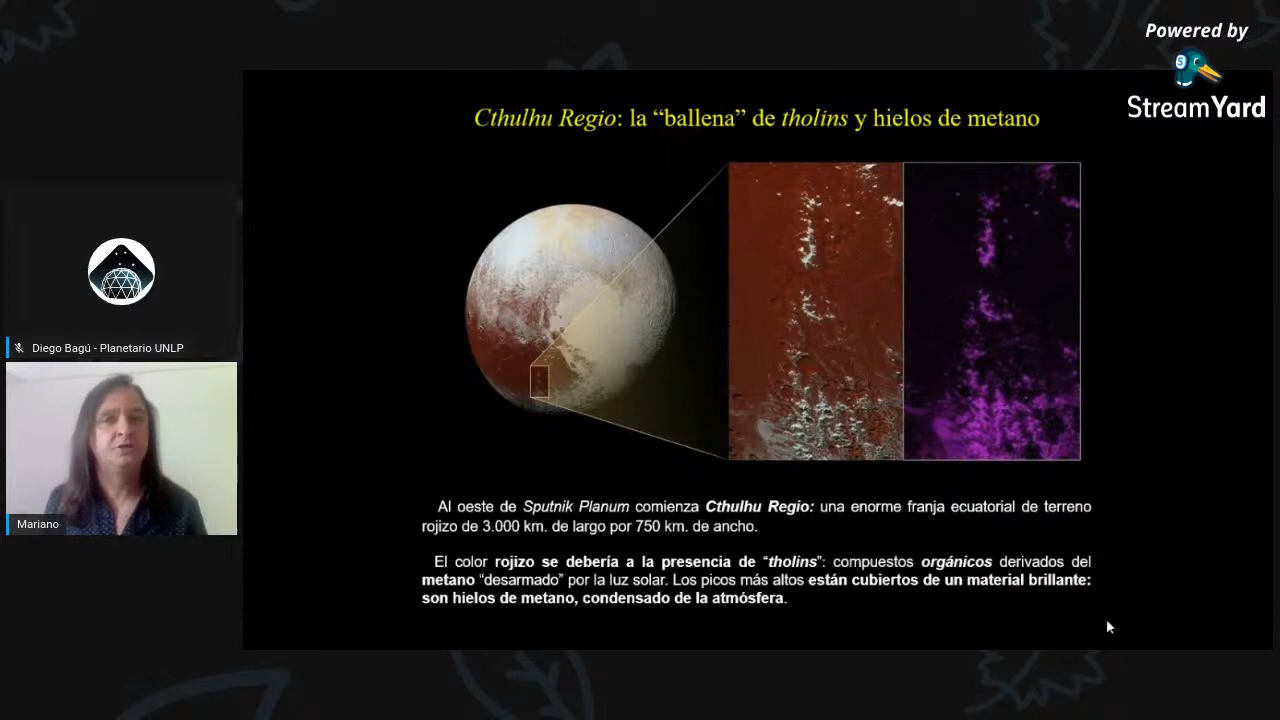 Powered by
StreamYard
Cthulhu Regio: la “ballena” de tholins y hielos de metano
Diego Bagú - Planetario UNLP
Mariano
Al oeste de Sputnik Planum comienza Cthulhu Regio: una enorme franja ecuatorial de terreno
rojizo de 3.000 km. de largo por 750 km. de ancho.
El color rojizo se debería a la presencia de “tholins”: compuestos orgánicos derivados del
metano “desarmado” por la luz solar. Los picos más altos están cubiertos de un material brillante:
son hielos de metano, condensado de la atmósfera.